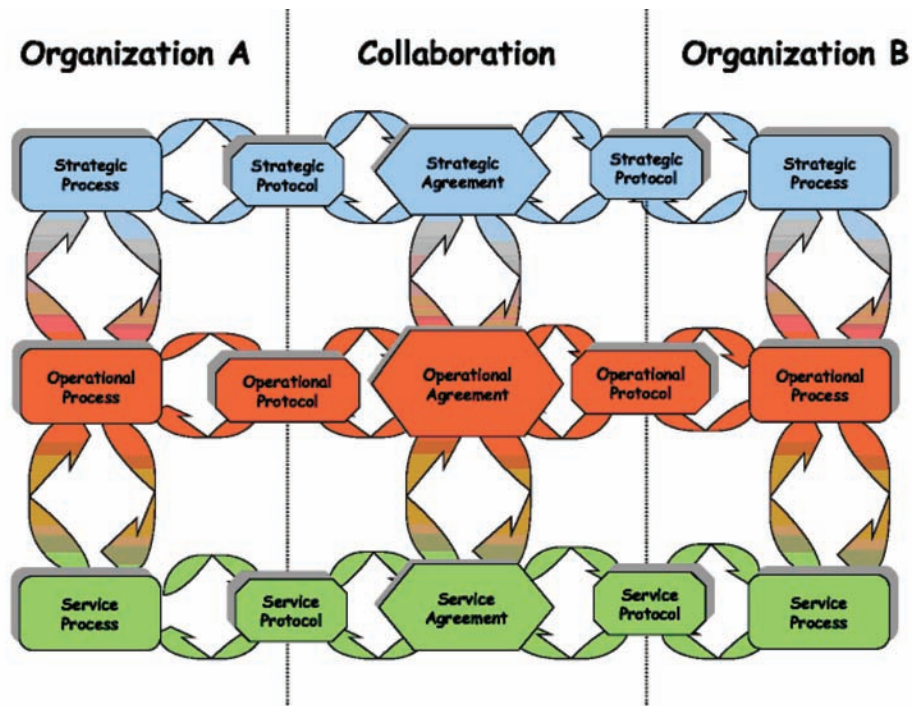 Organization A
Collaboration
Organization B
Strategic
Process
Strategic
Protocol
Strategic
Agreement
Strategic
Protocol
Strategic
Process
Operational
Process
Operational
Protocol
Operational
Agreement
Operational
Protocol
Operational
Process
Service
Process
Service
Protocol
Service
Agreement
Service
Protocol
Service
Process